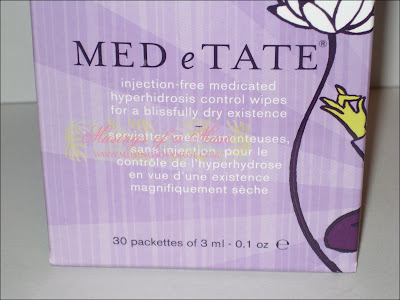 MED e TATE®
injection-free medicated
hyperhidrosis control wipes
for a blissfully dry existence
serviettes médicamenteuses,
sans injection, pour le
contrôle de l'hyperhydrose
en vue d'une existence
magnifiquement sèche
30 packettes of 3 ml - 0.1 oz ℮